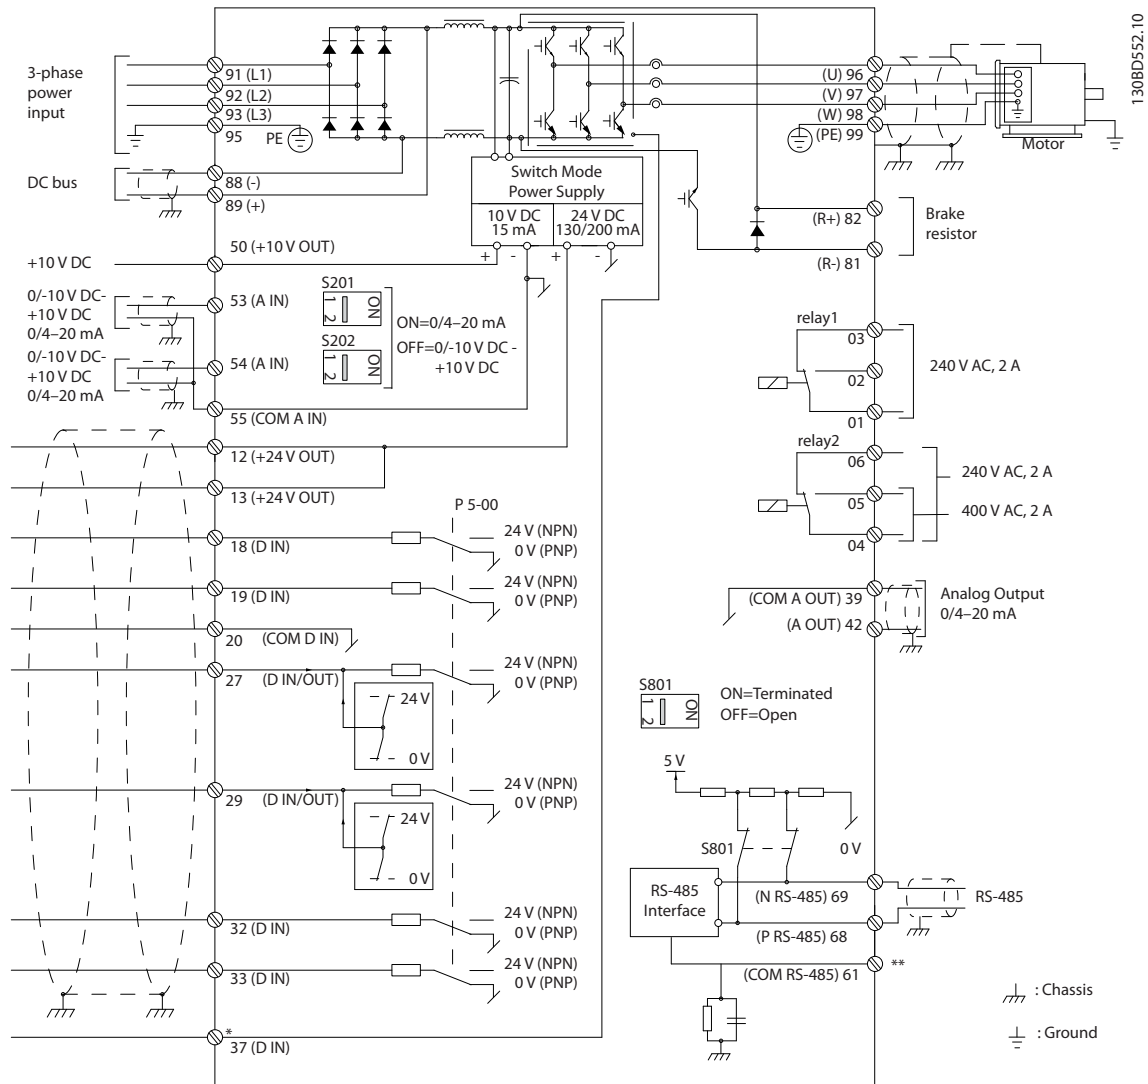 130BD552.10
3-phase
power
input
91 (L1)
92 (L2)
93 (L3)
95
PE
DC bus
88 (-)
89 (+)
Switch Mode
Power Supply
10 V DC
15 mA
24 V DC
130/200 mA
+
-
+
-
(U) 96
(V) 97
(W) 98
(PE) 99
Motor
(R+) 82
(R-) 81
Brake
resistor
+10 V DC
50 (+10 V OUT)
0/-10 V DC-
+10 V DC
0/4–20 mA
53 (A IN)
0/-10 V DC-
+10 V DC
0/4–20 mA
54 (A IN)
55 (COM A IN)
S201
1
2
ON
S202
1
2
ON
ON=0/4–20 mA
OFF=0/-10 V DC -
+10 V DC
relay1
03
02
01
240 V AC, 2 A
relay2
06
05
04
240 V AC, 2 A
400 V AC, 2 A
12 (+24 V OUT)
13 (+24 V OUT)
P 5-00
18 (D IN)
24 V (NPN)
0 V (PNP)
19 (D IN)
24 V (NPN)
0 V (PNP)
20
(COM D IN)
27
(D IN/OUT)
24 V (NPN)
0 V (PNP)
24 V
0 V
29
(D IN/OUT)
24 V (NPN)
0 V (PNP)
24 V
0 V
32 (D IN)
24 V (NPN)
0 V (PNP)
33 (D IN)
24 V (NPN)
0 V (PNP)
*
37 (D IN)
(COM A OUT) 39
(A OUT) 42
Analog Output
0/4–20 mA
S801
1
2
ON
ON=Terminated
OFF=Open
5 V
S801
0 V
RS-485
Interface
(N RS-485) 69
(P RS-485) 68
(COM RS-485) 61
RS-485
**
: Chassis
: Ground